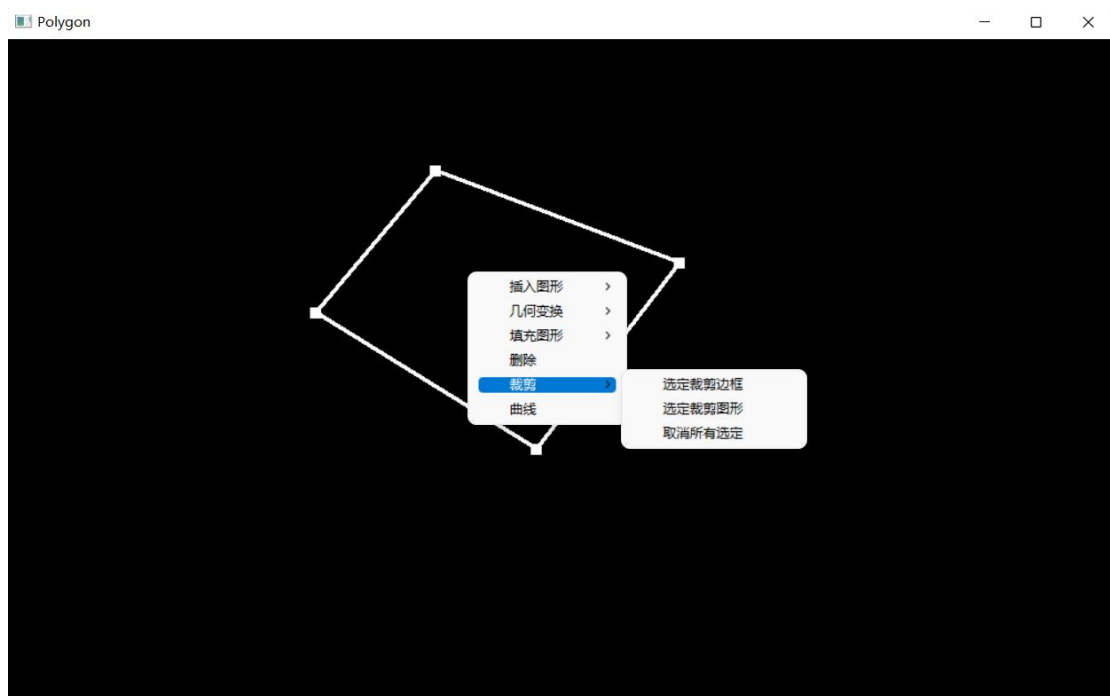 Polygon
插入图形
几何变换
填充图形
删除
裁剪
曲线
选定裁剪边框
选定裁剪图形
取消所有选定